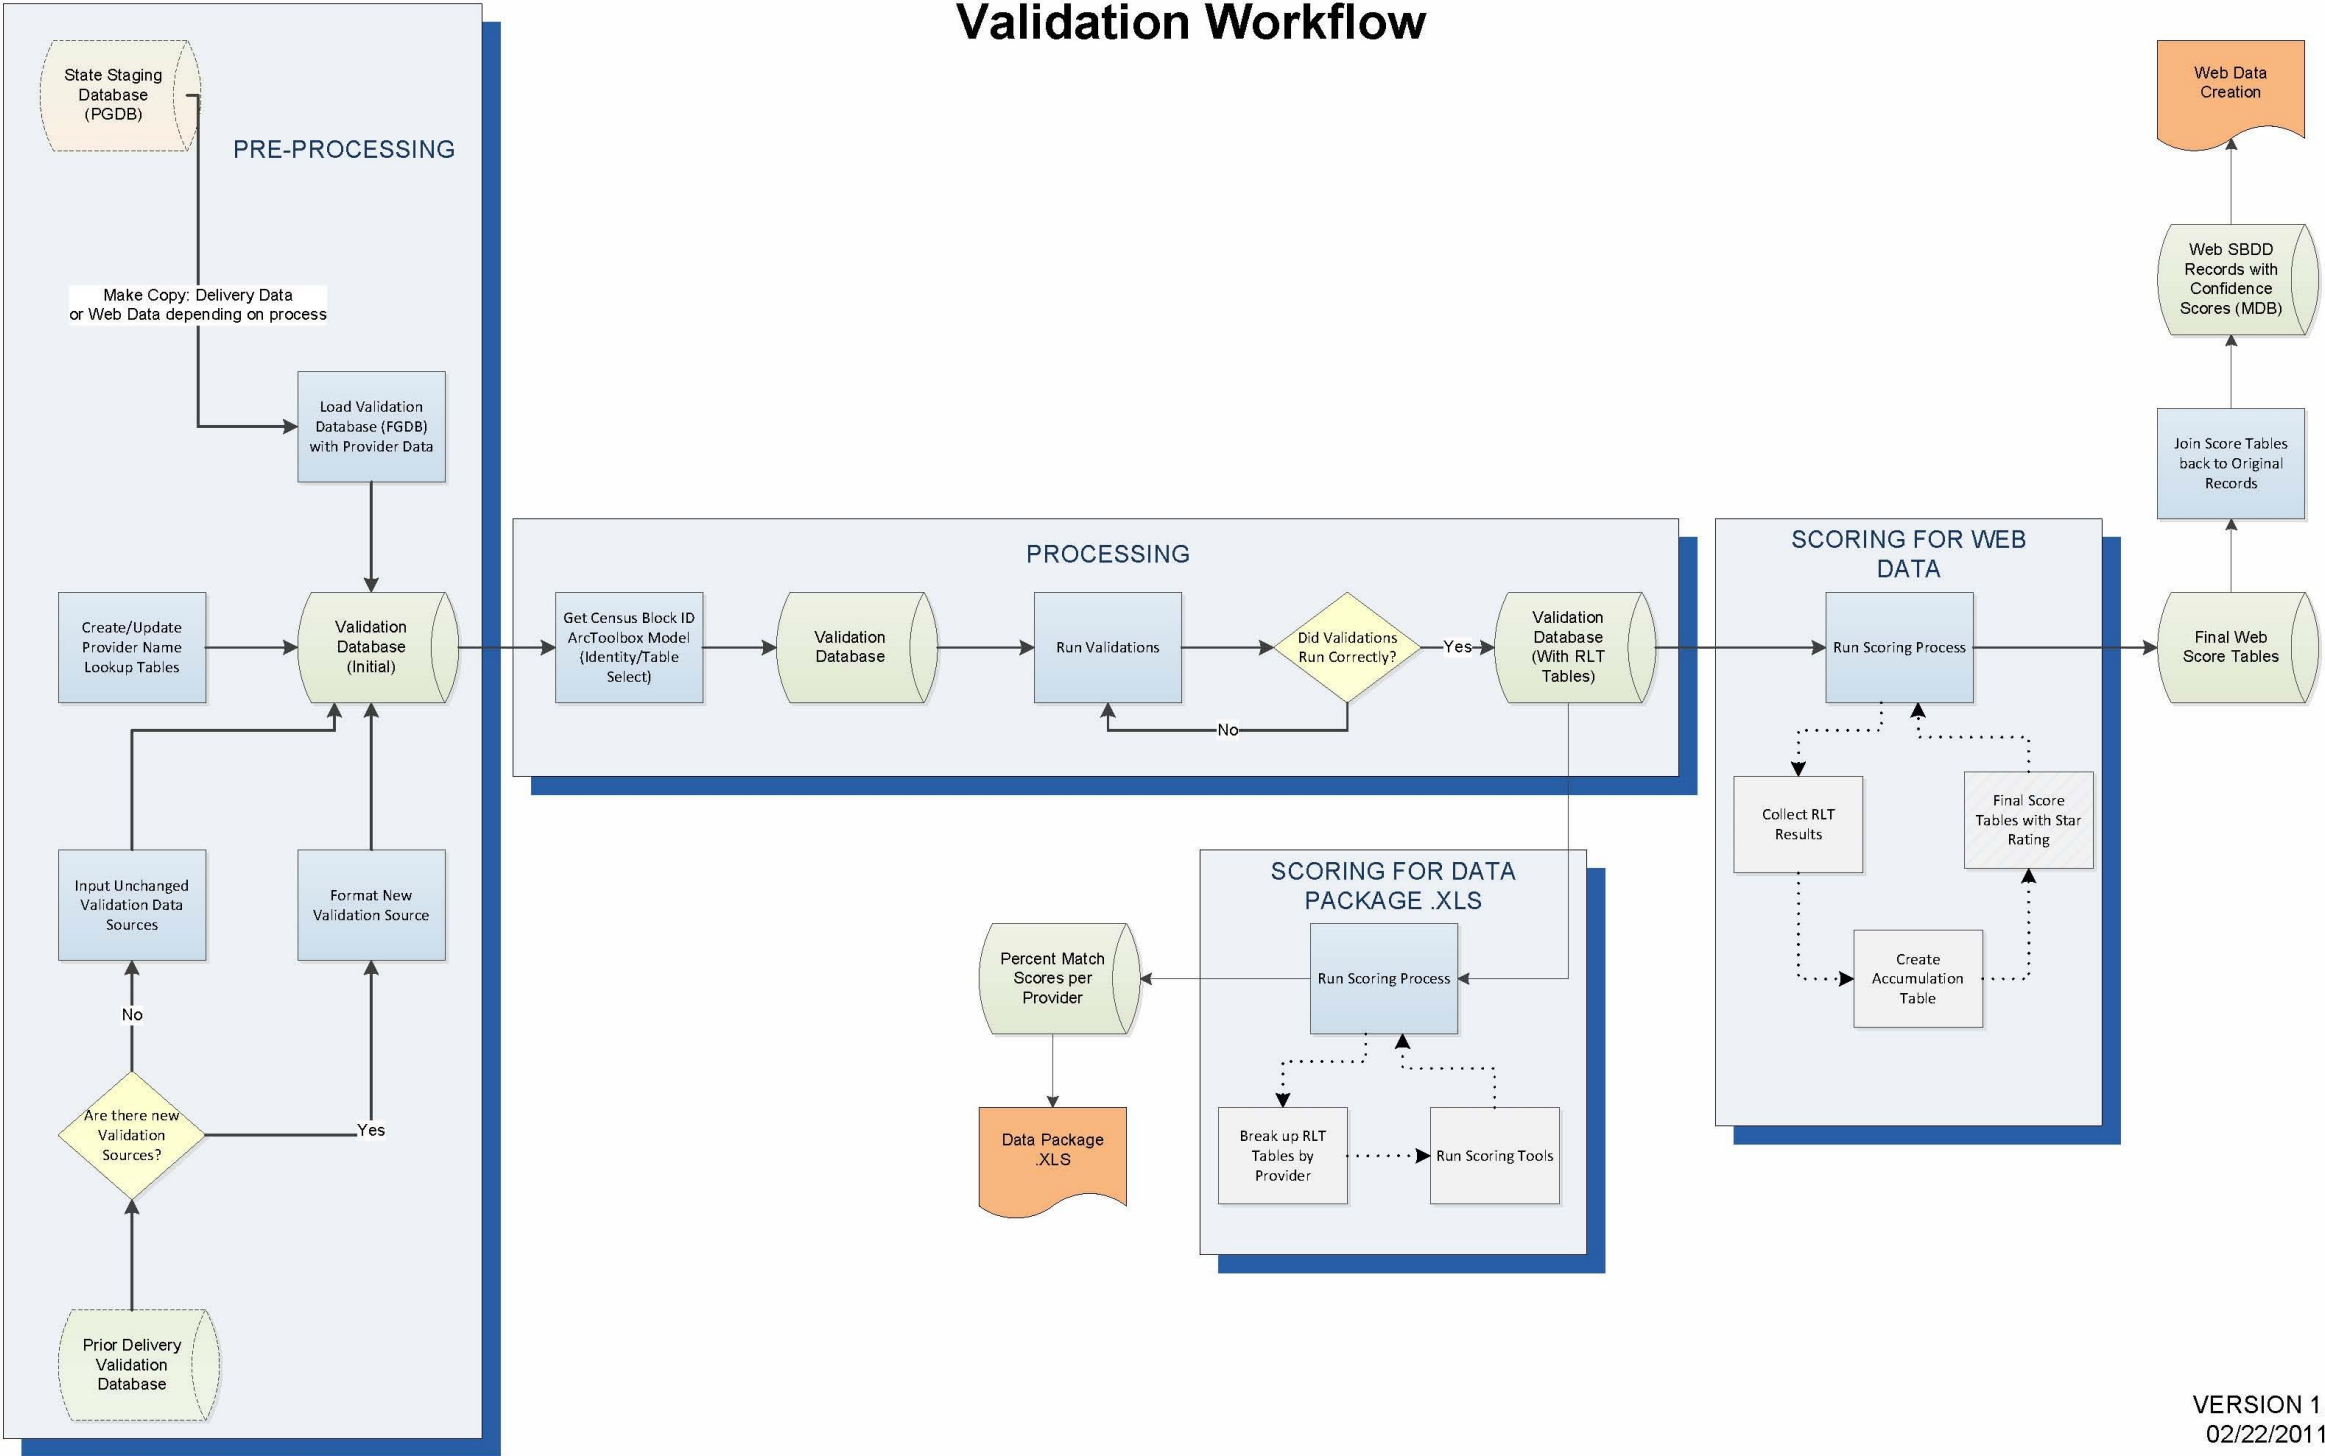 Validation Workflow
State Staging
Database
(PGDB)
PRE-PROCESSING
Make Copy: Delivery Data
or Web Data depending on process
Load Validation
Database (FGDB)
with Provider Data
Create/Update
Provider Name
Lookup Tables
Validation
Database
(Initial)
Input Unchanged
Validation Data
Sources
Format New
Validation Source
No
Are there new
Validation
Sources?
Yes
Prior Delivery
Validation
Database
PROCESSING
Get Census Block ID
ArcToolbox Model
(Identity/Table
Select)
Validation
Database
Run Validations
Did Validations
Run Correctly?
Yes
No
Validation
Database
(With RLT
Tables)
SCORING FOR DATA
PACKAGE .XLS
Run Scoring Process
Percent Match
Scores per
Provider
Data Package
.XLS
Break up RLT
Tables by
Provider
Run Scoring Tools
SCORING FOR WEB
DATA
Run Scoring Process
Collect RLT
Results
Final Score
Tables with Star
Rating
Create
Accumulation
Table
Web Data
Creation
Web SBDD
Records with
Confidence
Scores (MDB)
Join Score Tables
back to Original
Records
Final Web
Score Tables
VERSION 1
02/22/2011